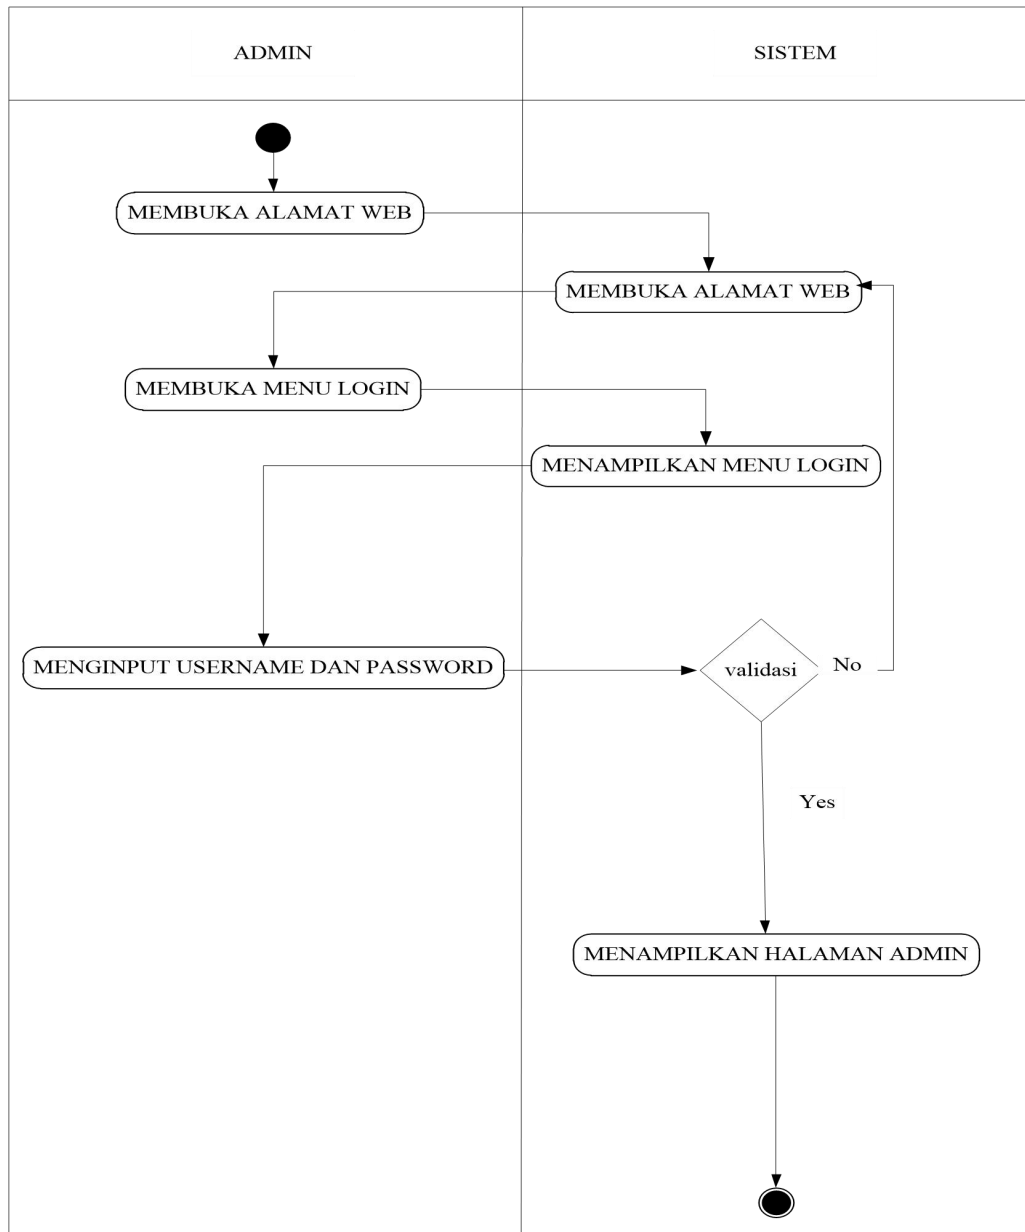 ADMIN
SISTEM
MEMBUKA ALAMAT WEB
MEMBUKA ALAMAT WEB
MEMBUKA MENU LOGIN
MENAMPILKAN MENU LOGIN
MENGINPUT USERNAME DAN PASSWORD
validasi
No
Yes
MENAMPILKAN HALAMAN ADMIN